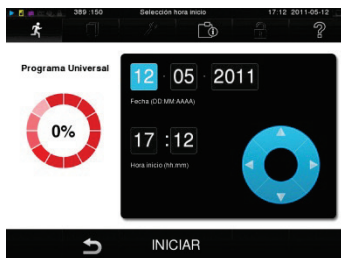 389 :150 Selección hora inicio 17:12 2011-05-12
?
Programa Universal
12 05 2011
Fecha (DD.MM.AAAA)
0%
17 : 12
Hora inicio (hh.mm)
INICIAR